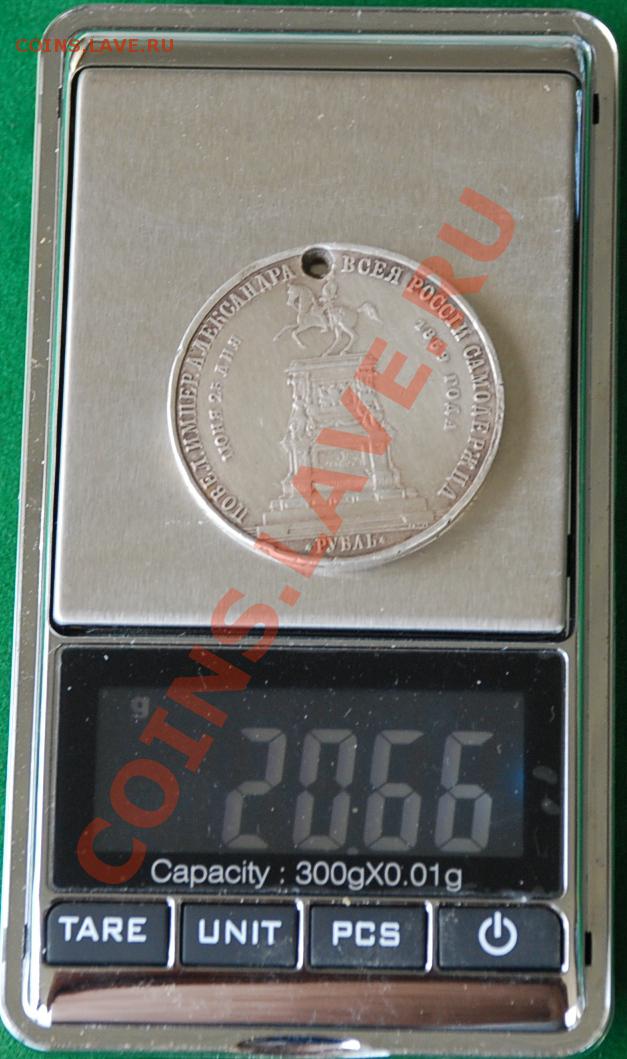 COINS.LAVE.RU
ПОВЕЛ.ИМПЕР.АЛЕКСАНДРА ВСЕЯ РОССІИ САМОДЕРЖЦА
ІЮНЯ 25 ДНЯ
1859 ГОДА
*РУБЛЬ*
COINS.LAVE.RU
g
20.66
Capacity : 300gX0.01g
TARE UNIT PCS